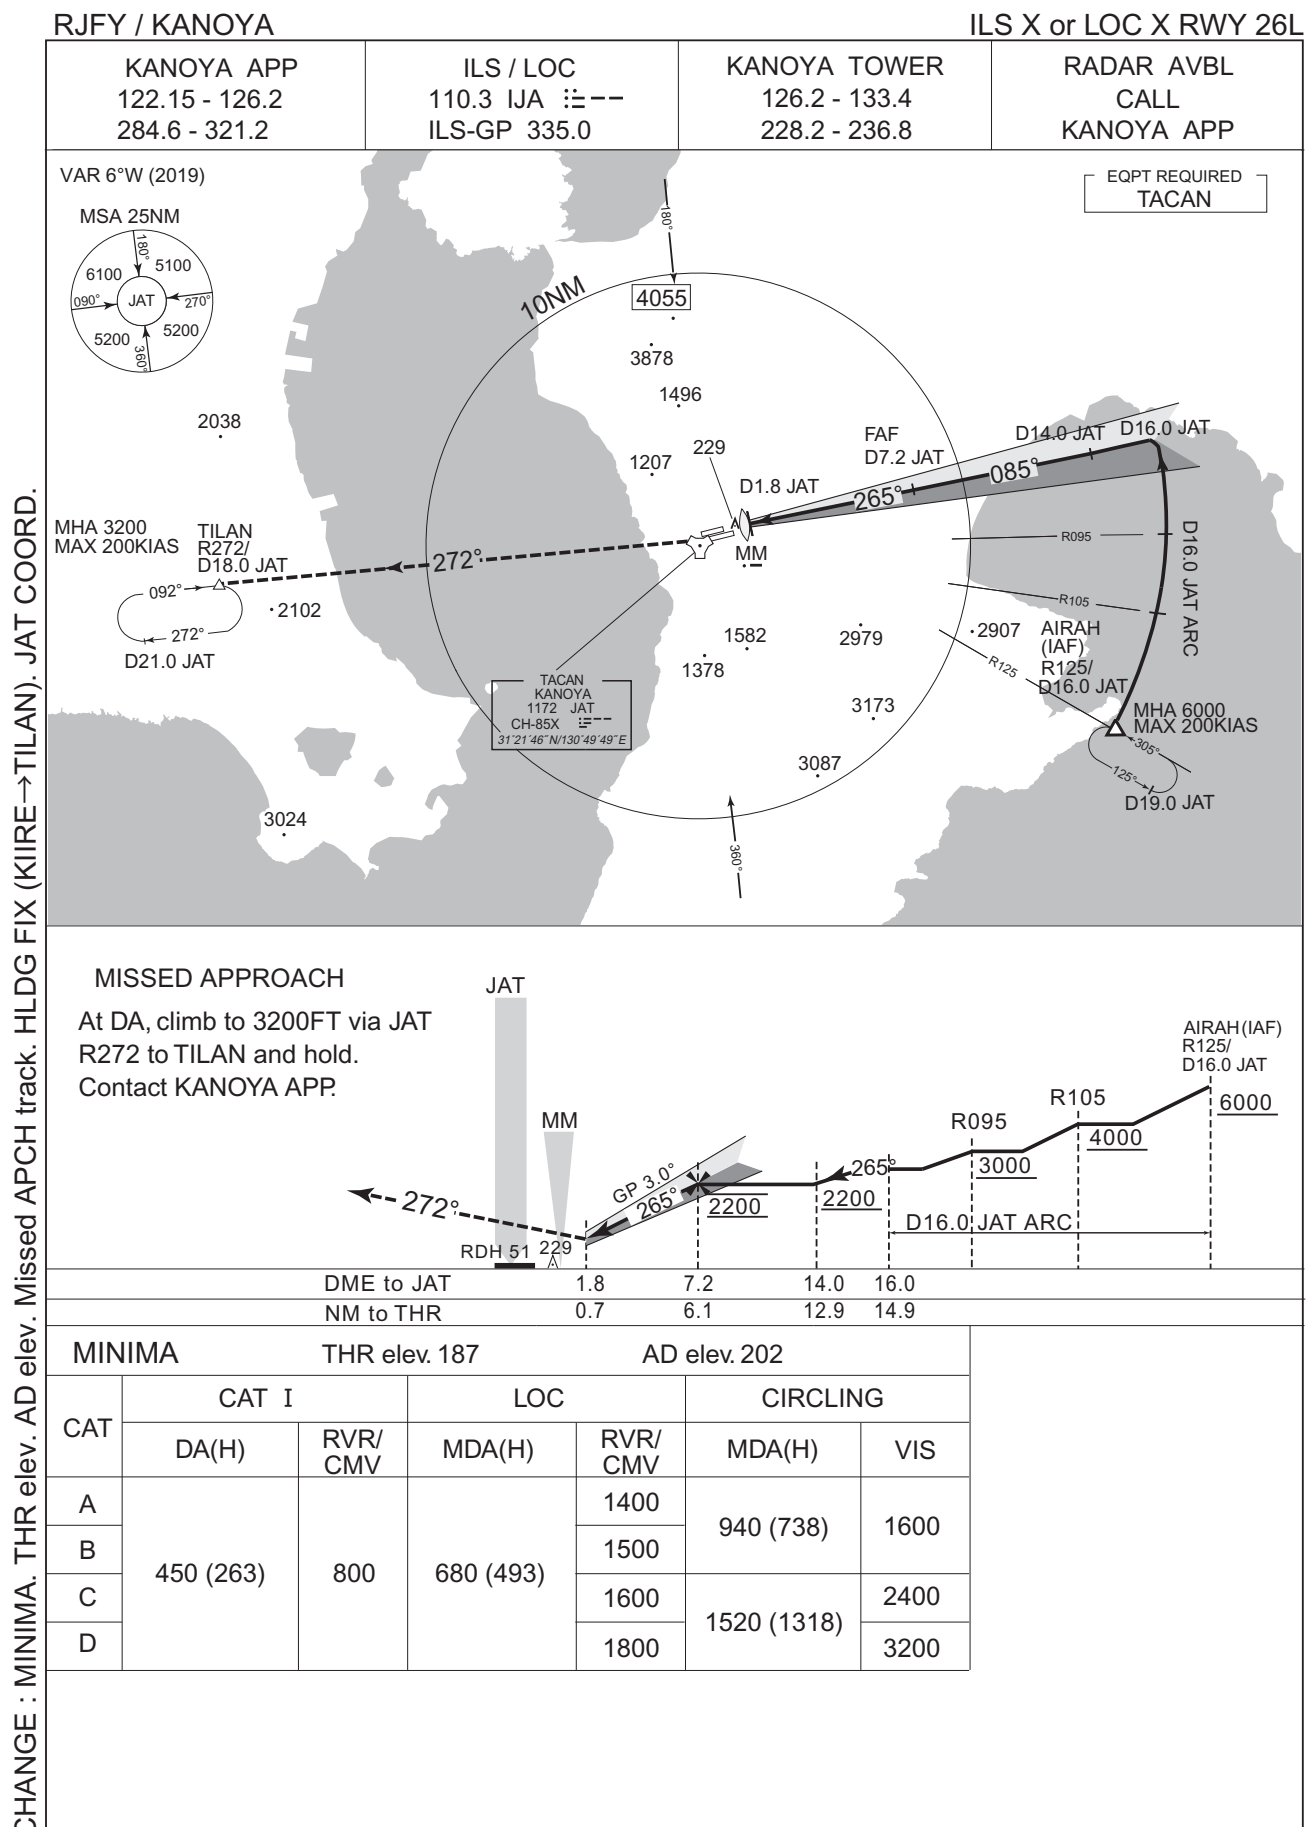 RJFY / KANOYA
ILS X or LOC X RWY 26L
KANOYA APP
122.15 - 126.2
284.6 - 321.2
ILS / LOC
110.3 IJA
ILS-GP 335.0
KANOYA TOWER
126.2 - 133.4
228.2 - 236.8
RADAR AVBL
CALL
KANOYA APP
VAR 6°W (2019)
MSA 25NM
180°
6100
5100
090°
JAT
270°
5200
5200
360°
EQPT REQUIRED
TACAN
180°
10NM
4055
3878
1496
2038
229
1207
FAF
D7.2 JAT
D14.0 JAT
D16.0 JAT
085°
265°
D1.8 JAT
MM
MHA 3200
MAX 200KIAS
TILAN
R272/
D18.0 JAT
092°
272°
D21.0 JAT
272°
2102
R095
R105
R125
D16.0 JAT ARC
1582
1378
2979
2907
AIRAH
(IAF)
R125/
D16.0 JAT
MHA 6000
MAX 200KIAS
305°
125°
D19.0 JAT
TACAN
KANOYA
1172 JAT
CH-85X
31°21´46˝N/130°49´49˝E
3173
3087
3024
360°
MISSED APPROACH
At DA, climb to 3200FT via JAT
R272 to TILAN and hold.
Contact KANOYA APP.
JAT
MM
AIRAH(IAF)
R125/
D16.0 JAT
6000
R105
4000
R095
3000
265°
2200
2200
GP 3.0°
265°
272°
D16.0 JAT ARC
RDH 51
229
DME to JAT 1.8 7.2 14.0 16.0
NM to THR 0.7 6.1 12.9 14.9
MINIMA THR elev. 187 AD elev. 202
CAT CAT I LOC CIRCLING
DA(H) RVR/CMV MDA(H) RVR/CMV MDA(H) VIS
A 450 (263) 800 680 (493) 1400 940 (738) 1600
B 1500
C 1600 1520 (1318) 2400
D 1800 3200
CHANGE : MINIMA. THR elev. AD elev. Missed APCH track. HLDG FIX (KIIRE→TILAN). JAT COORD.